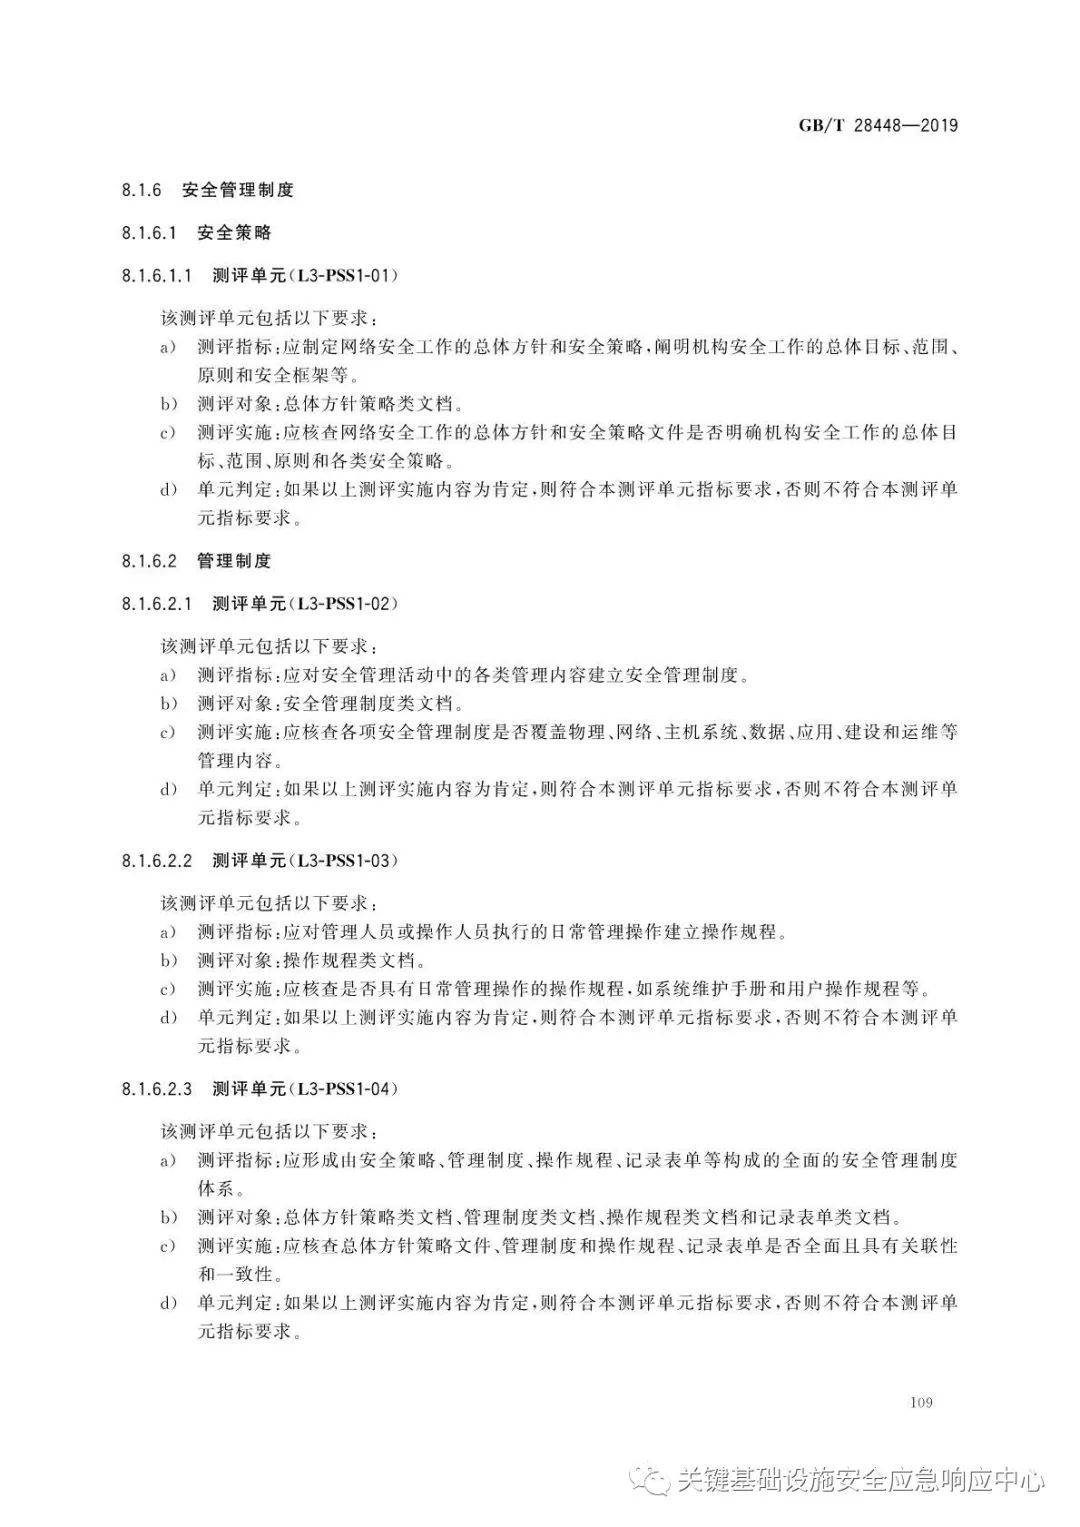 GB/T 28448—2019
8.1.6 安全管理制度
8.1.6.1 安全策略
8.1.6.1.1 测评单元(L3-PSS1-01)
该测评单元包括以下要求:
a) 测评指标:应制定网络安全工作的总体方针和安全策略,阐明机构安全工作的总体目标、范围、
原则和安全框架等。
b) 测评对象:总体方针策略类文档。
c) 测评实施:应核查网络安全工作的总体方针和安全策略文件是否明确机构安全工作的总体目
标、范围、原则和各类安全策略。
d) 单元判定:如果以上测评实施内容为肯定,则符合本测评单元指标要求,否则不符合本测评单
元指标要求。
8.1.6.2 管理制度
8.1.6.2.1 测评单元(L3-PSS1-02)
该测评单元包括以下要求:
a) 测评指标:应对安全管理活动中的各类管理内容建立安全管理制度。
b) 测评对象:安全管理制度类文档。
c) 测评实施:应核查各项安全管理制度是否覆盖物理、网络、主机系统、数据、应用、建设和运维等
管理内容。
d) 单元判定:如果以上测评实施内容为肯定,则符合本测评单元指标要求,否则不符合本测评单
元指标要求。
8.1.6.2.2 测评单元(L3-PSS1-03)
该测评单元包括以下要求:
a) 测评指标:应对管理人员或操作人员执行的日常管理操作建立操作规程。
b) 测评对象:操作规程类文档。
c) 测评实施:应核查是否具有日常管理操作的操作规程,如系统维护手册和用户操作规程等。
d) 单元判定:如果以上测评实施内容为肯定,则符合本测评单元指标要求,否则不符合本测评单
元指标要求。
8.1.6.2.3 测评单元(L3-PSS1-04)
该测评单元包括以下要求:
a) 测评指标:应形成由安全策略、管理制度、操作规程、记录表单等构成的全面的安全管理制度
体系。
b) 测评对象:总体方针策略类文档、管理制度类文档、操作规程类文档和记录表单类文档。
c) 测评实施:应核查总体方针策略文件、管理制度和操作规程、记录表单是否全面且具有关联性
和一致性。
d) 单元判定:如果以上测评实施内容为肯定,则符合本测评单元指标要求,否则不符合本测评单
元指标要求。
109
关键基础设施安全应急响应中心